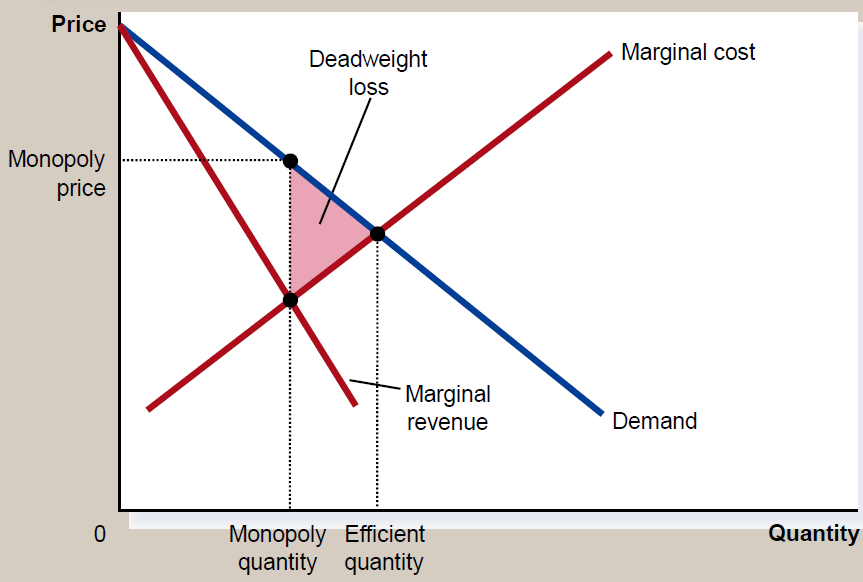 Price
Deadweight
loss
Marginal cost
Monopoly
price
Marginal
revenue
Demand
0
Monopoly
quantity
Efficient
quantity
Quantity